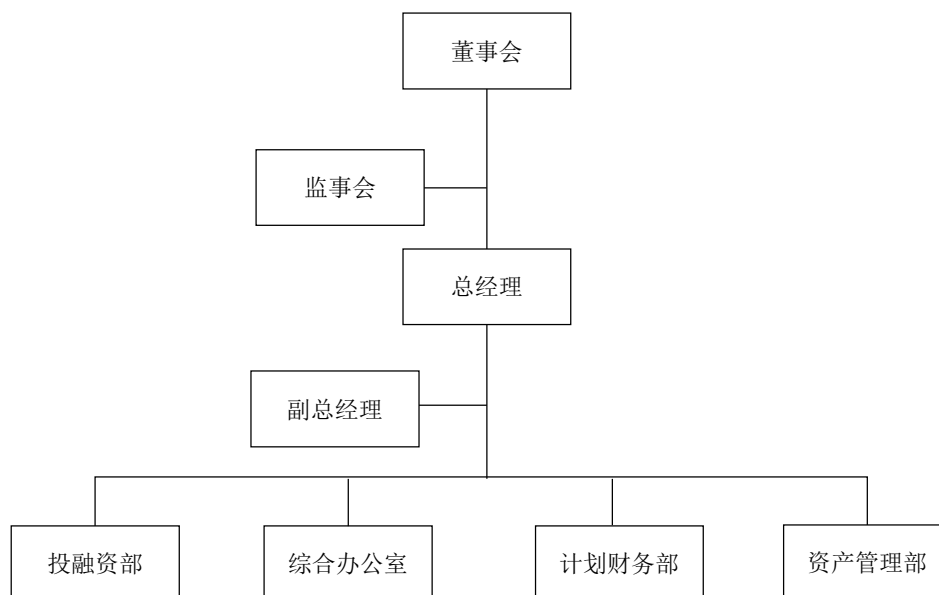 董事会
监事会
总经理
副总经理
投融资部
综合办公室
计划财务部
资产管理部